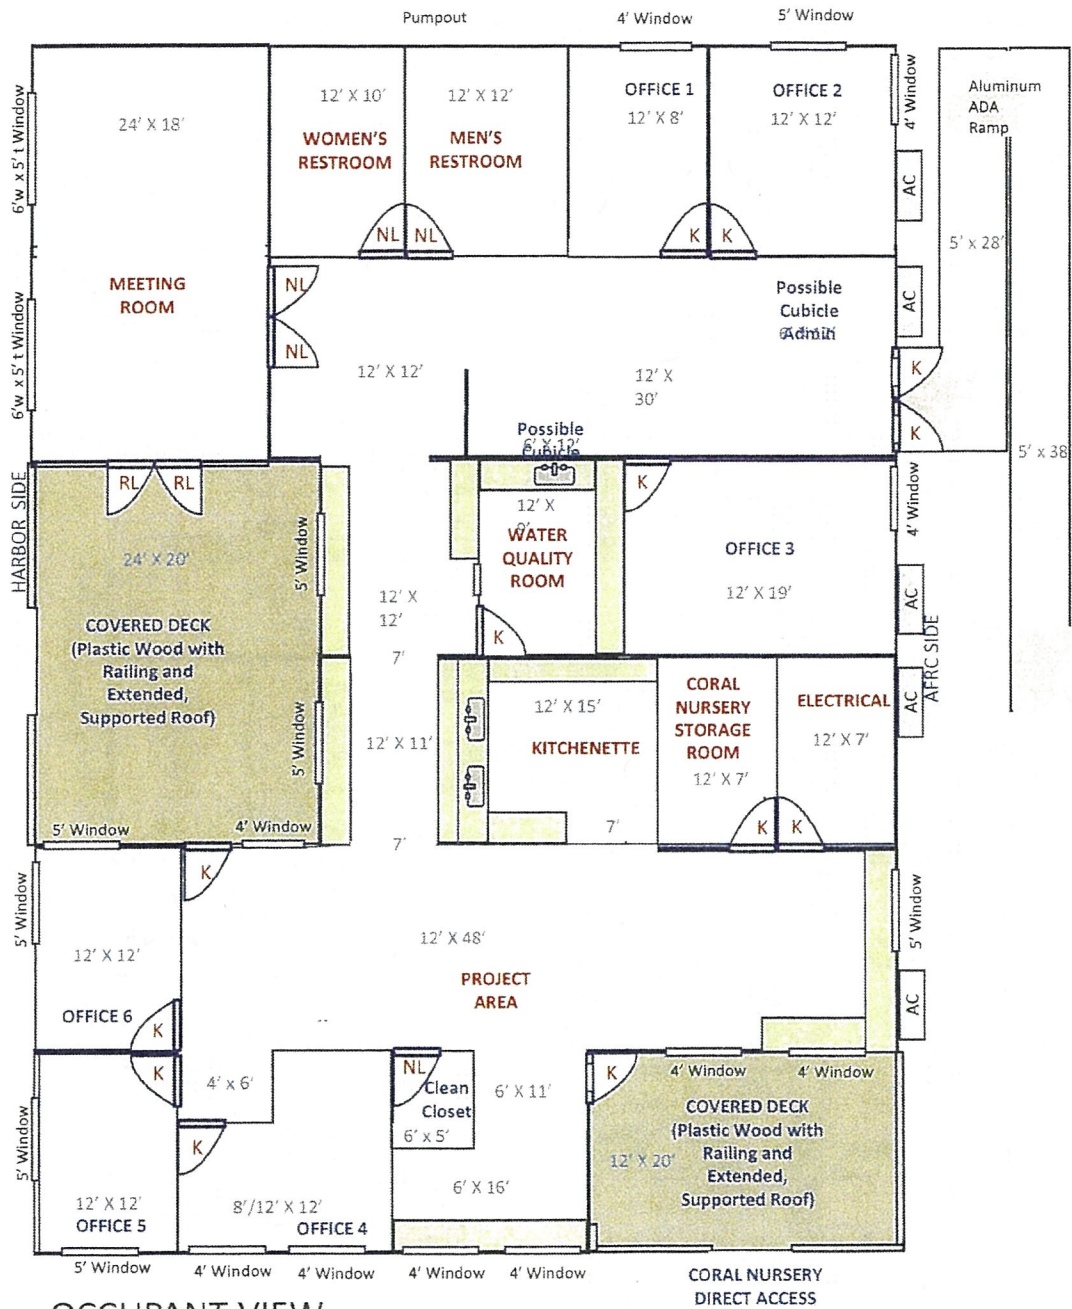 Pumpout
4' Window
5' Window
6'w x 5' t Window
24' X 18'
12' X 10'
WOMEN'S
RESTROOM
12' X 12'
MEN'S
RESTROOM
OFFICE 1
12' X 8'
OFFICE 2
12' X 12'
4' Window
AC
Aluminum
ADA
Ramp
5' x 28'
NL
NL
K
K
MEETING
ROOM
NL
NL
6'w x 5' t Window
12' X 12'
12' X
30'
Possible
Cubicle
Admin
AC
K
K
5' x 38
Possible
Cubicle
6' X 12'
HARBOR SIDE
RL
RL
24' X 20'
COVERED DECK
(Plastic Wood with
Railing and
Extended,
Supported Roof)
5' Window
5' Window
12' X
12'
7'
12' X 11'
7'
12' X
WATER
QUALITY
ROOM
K
K
OFFICE 3
12' X 19'
4' Window
AC
AFRC SIDE
AC
12' X 15'
KITCHENETTE
7'
CORAL
NURSERY
STORAGE
ROOM
12' X 7'
ELECTRICAL
12' X 7'
K
K
5' Window
4' Window
K
5' Window
12' X 12'
OFFICE 6
K
12' X 48'
PROJECT
AREA
--
5' Window
AC
K
4' x 6'
K
NL
Clean
Closet
6' x 5'
6' X 11'
6' X 16'
K
4' Window
4' Window
COVERED DECK
(Plastic Wood with
Railing and
Extended,
Supported Roof)
12' X 20'
5' Window
12' X 12'
OFFICE 5
8'/12' X 12'
OFFICE 4
5' Window
4' Window
4' Window
4' Window
4' Window
CORAL NURSERY
DIRECT ACCESS
OCCUPANT VIEW